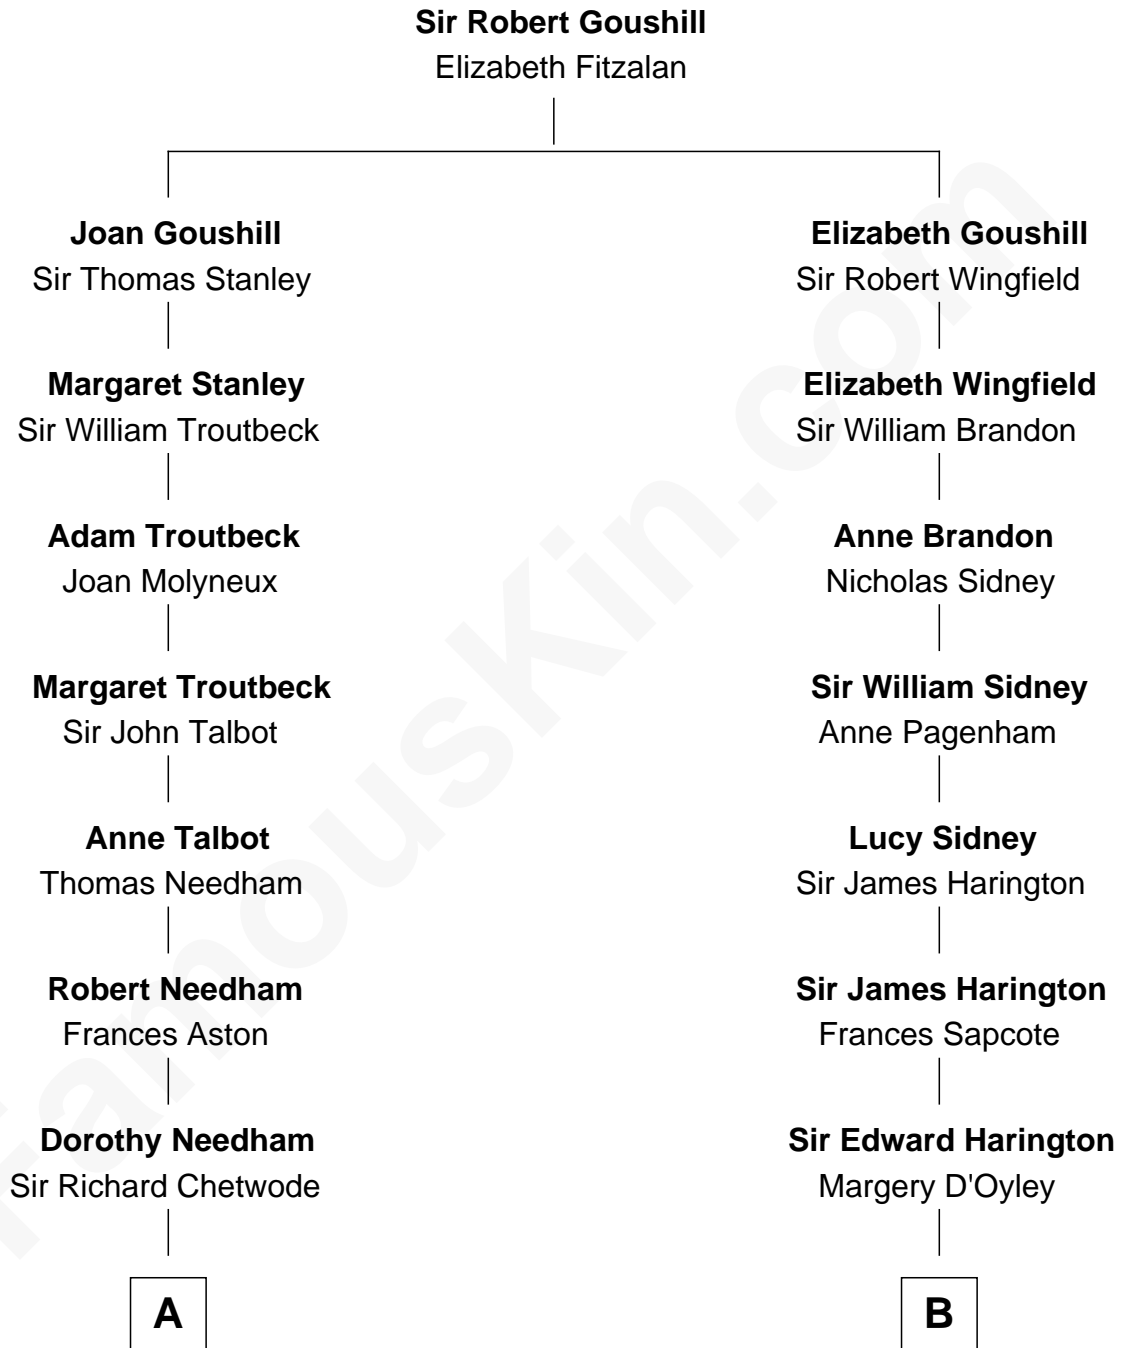 Sir Robert Goushill
Elizabeth Fitzalan
Joan Goushill
Sir Thomas Stanley
Elizabeth Goushill
Sir Robert Wingfield
Margaret Stanley
Sir William Troutbeck
Elizabeth Wingfield
Sir William Brandon
Adam Troutbeck
Joan Molyneux
Anne Brandon
Nicholas Sidney
Margaret Troutbeck
Sir John Talbot
Sir William Sidney
Anne Pagenham
Anne Talbot
Thomas Needham
Lucy Sidney
Sir James Harington
Robert Needham
Frances Aston
Sir James Harington
Frances Sapcote
Dorothy Needham
Sir Richard Chetwode
Sir Edward Harington
Margery D'Oyley
A
B
FamousKin.com